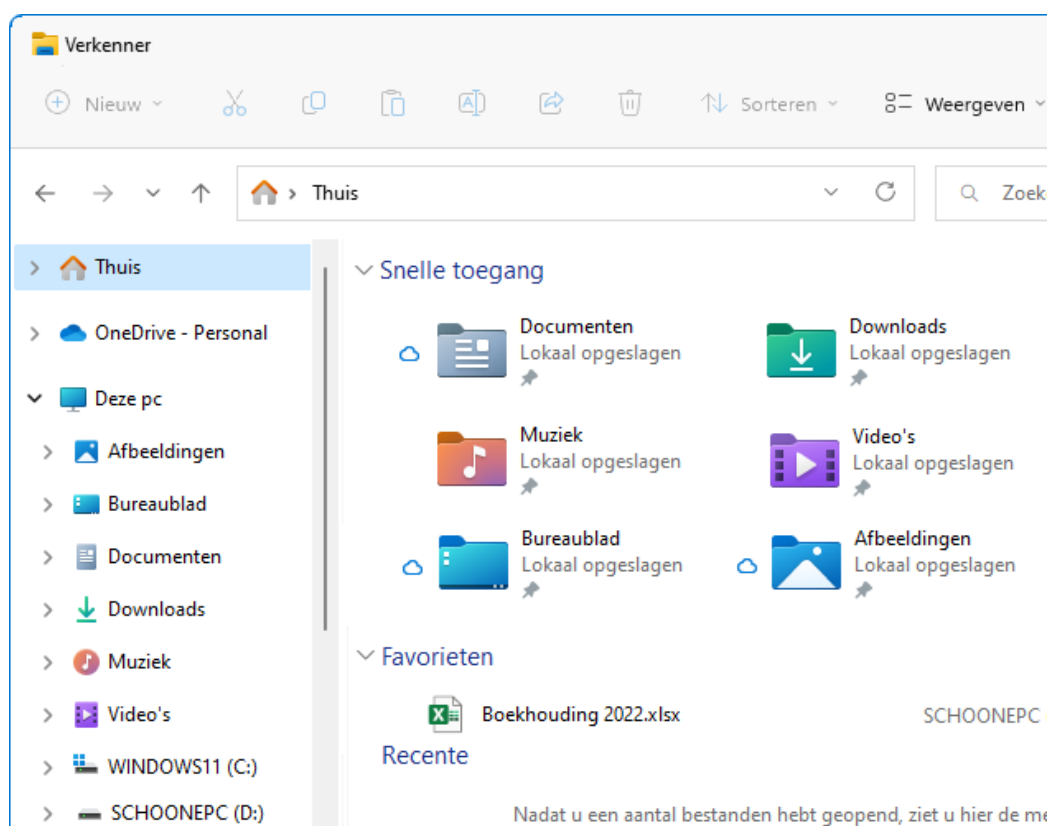 Verkenner
Nieuw
Sorteren
Weergeven
Thuis
Thuis
OneDrive - Personal
Deze pc
Afbeeldingen
Bureaublad
Documenten
Downloads
Muziek
Video's
WINDOWS11 (C:)
SCHOONEPC (D:)
Snelle toegang
Documenten
Lokaal opgeslagen
Downloads
Lokaal opgeslagen
Muziek
Lokaal opgeslagen
Video's
Lokaal opgeslagen
Bureaublad
Lokaal opgeslagen
Afbeeldingen
Lokaal opgeslagen
Favorieten
Boekhouding 2022.xlsx SCHOONEPC
Recente
Nadat u een aantal bestanden hebt geopend, ziet u hier de